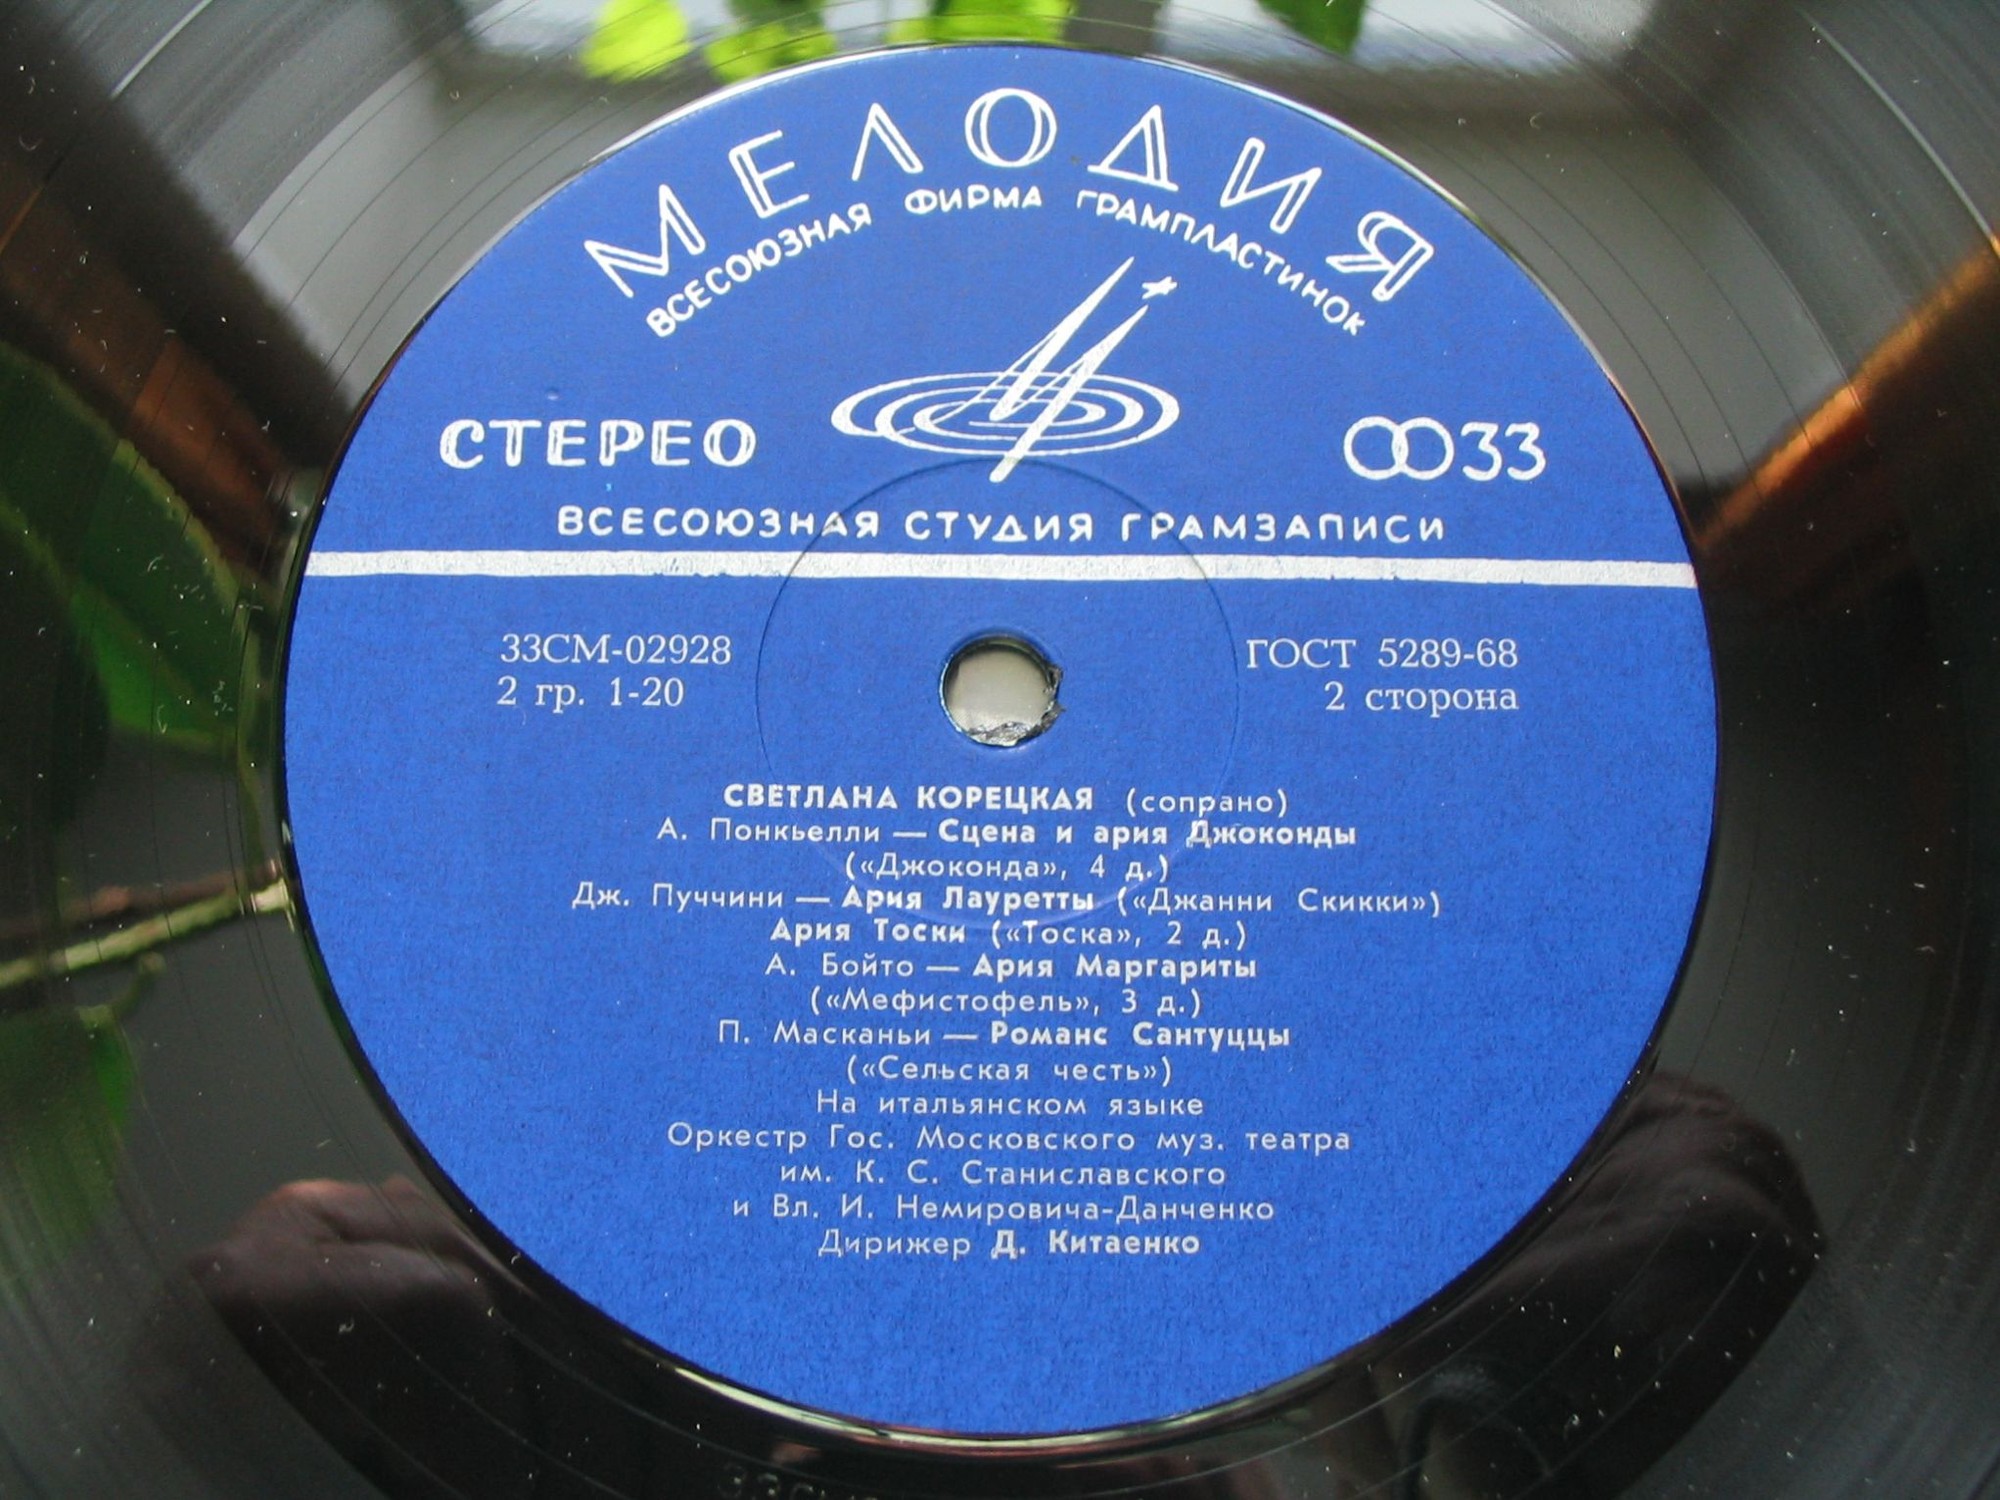 МЕЛОДИЯ
ВСЕСОЮЗНАЯ ФИРМА ГРАМПЛАСТИНОК
СТЕРЕО
33
ВСЕСОЮЗНАЯ СТУДИЯ ГРАМЗАПИСИ
33СМ-02928
2 гр. 1-20
ГОСТ 5289-68
2 сторона
СВЕТЛАНА КОРЕЦКАЯ (сопрано)
А. Понкьелли — Сцена и ария Джоконды
(«Джоконда», 4 д.)
Дж. Пуччини — Ария Лауретты («Джанни Скикки»)
Ария Тоски («Тоска», 2 д.)
А. Бойто — Ария Маргариты
(«Мефистофель», 3 д.)
П. Масканьи — Романс Сантуццы
(«Сельская честь»)
На итальянском языке
Оркестр Гос. Московского муз. театра
им. К. С. Станиславского
и Вл. И. Немировича-Данченко
Дирижер Д. Китаенко